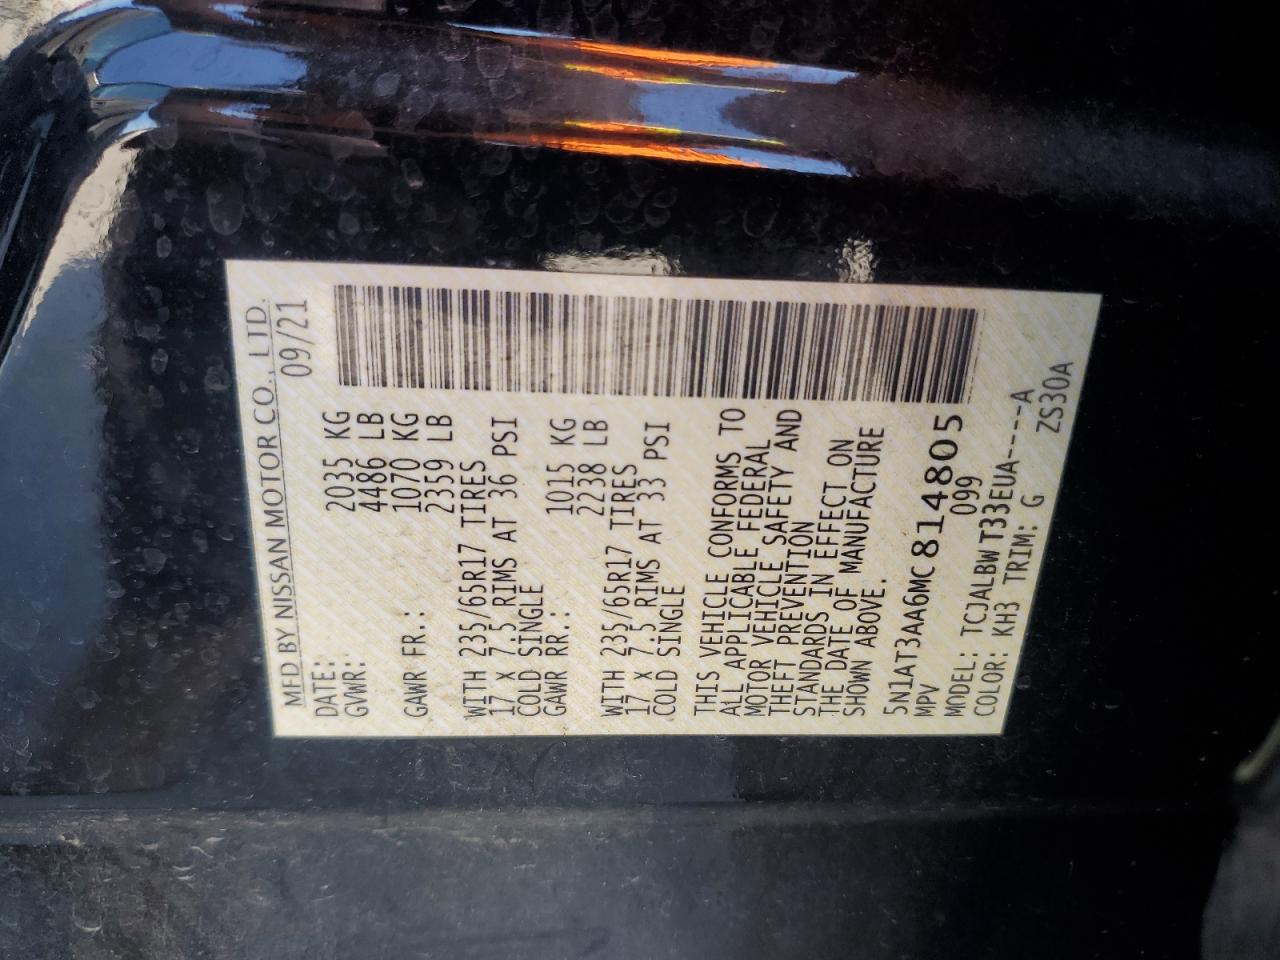 MFD BY NISSAN MOTOR CO., LTD.
DATE: 09/21
GVWR: 2035 KG
4486 LB
GAWR FR.: 1070 KG
2359 LB
WITH 235/65R17 TIRES
17 X 7.5 RIMS AT 36 PSI
COLD SINGLE
GAWR RR.: 1015 KG
2238 LB
WITH 235/65R17 TIRES
17 X 7.5 RIMS AT 33 PSI
COLD SINGLE
THIS VEHICLE CONFORMS TO
ALL APPLICABLE FEDERAL
MOTOR VEHICLE SAFETY AND
THEFT PREVENTION
STANDARDS IN EFFECT ON
THE DATE OF MANUFACTURE
SHOWN ABOVE.
5N1AT3AA6MC814805
MPV 099
MODEL: TCJALBWT33EUA----A
COLOR: KH3 TRIM: G ZS30A